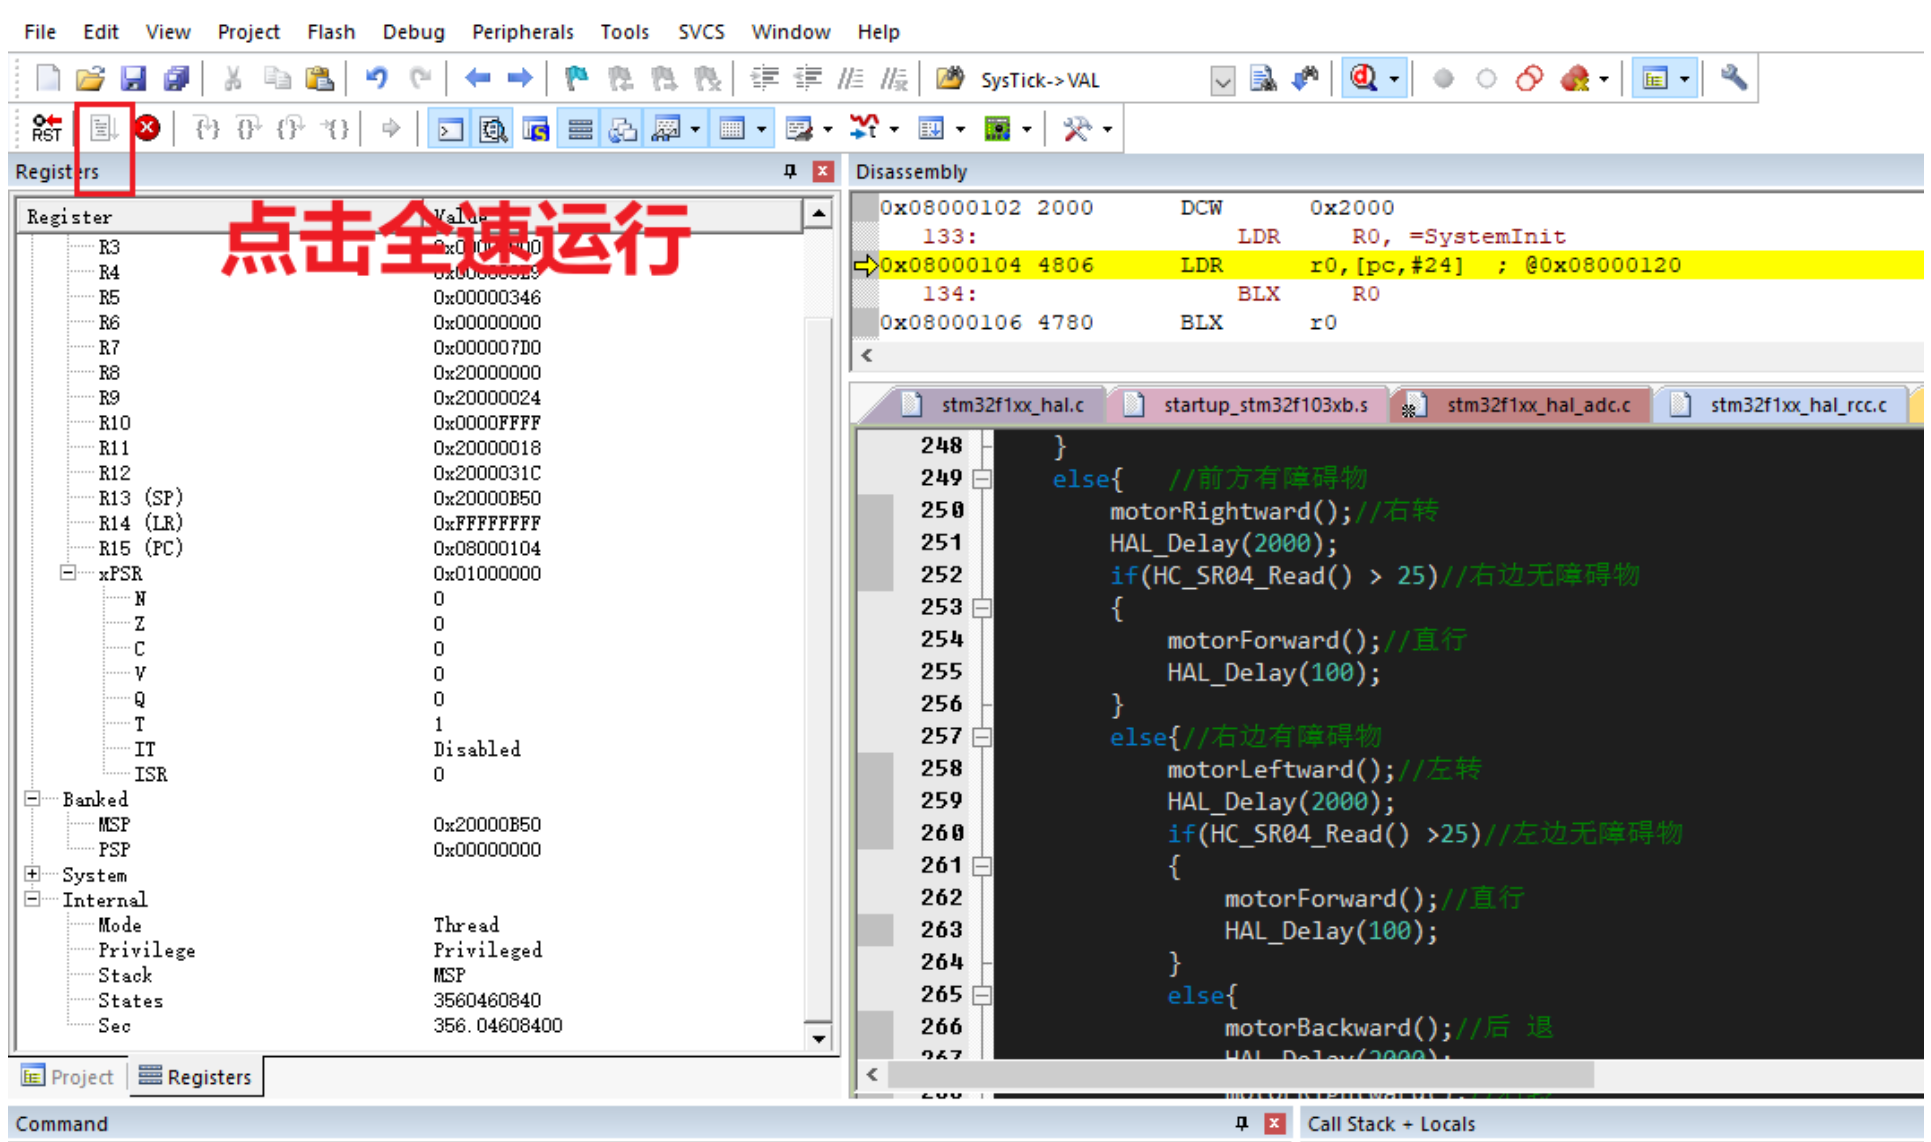 File Edit View Project Flash Debug Peripherals Tools SVCS Window Help
SysTick->VAL
RST
Registers
Register Value
点击全速运行
R3
R4
R5 0x00000346
R6 0x00000000
R7 0x000007D0
R8 0x20000000
R9 0x20000024
R10 0x0000FFFF
R11 0x20000018
R12 0x2000031C
R13 (SP) 0x20000B50
R14 (LR) 0xFFFFFFFF
R15 (PC) 0x08000104
xPSR 0x01000000
N 0
Z 0
C 0
V 0
Q 0
T 1
IT Disabled
ISR 0
Banked
MSP 0x20000B50
PSP 0x00000000
System
Internal
Mode Thread
Privilege Privileged
Stack MSP
States 3560460840
Sec 356.04608400
Project Registers
Disassembly
0x08000102 2000 DCW 0x2000
133: LDR R0, =SystemInit
0x08000104 4806 LDR r0,[pc,#24] ; @0x08000120
134: BLX R0
0x08000106 4780 BLX r0
stm32f1xx_hal.c startup_stm32f103xb.s stm32f1xx_hal_adc.c stm32f1xx_hal_rcc.c
248 }
249 else{ //前方有障碍物
250 motorRightward();//右转
251 HAL_Delay(2000);
252 if(HC_SR04_Read() > 25)//右边无障碍物
253 {
254 motorForward();//直行
255 HAL_Delay(100);
256 }
257 else{//右边有障碍物
258 motorLeftward();//左转
259 HAL_Delay(2000);
260 if(HC_SR04_Read() >25)//左边无障碍物
261 {
262 motorForward();//直行
263 HAL_Delay(100);
264 }
265 else{
266 motorBackward();//后 退
267 HAL_Delay(2000);
Command
Call Stack + Locals